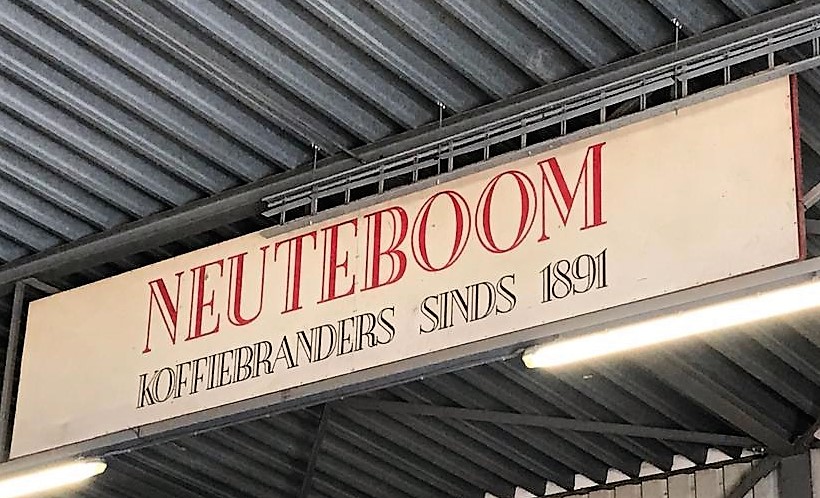 NEUTEBOOM
KOFFIEBRANDERS SINDS 1891